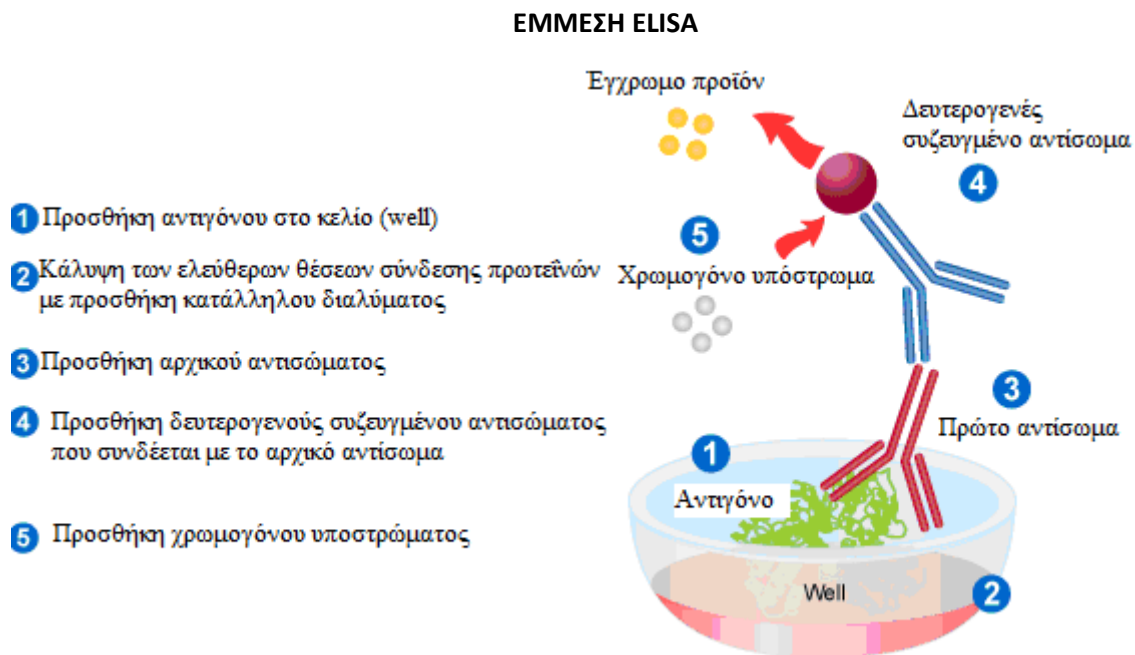 ΕΜΜΕΣΗ ELISA
1 Προσθήκη αντιγόνου στο κελίο (well)
2 Κάλυψη των ελεύθερων θέσεων σύνδεσης πρωτεϊνών
με προσθήκη κατάλληλου διαλύματος
3 Προσθήκη αρχικού αντισώματος
4 Προσθήκη δευτερογενούς συζευγμένου αντισώματος
που συνδέεται με το αρχικό αντίσωμα
5 Προσθήκη χρωμογόνου υποστρώματος
Έγχρωμο προϊόν
Δευτερογενές
συζευγμένο αντίσωμα
4
5
Χρωμογόνο υπόστρωμα
3
Πρώτο αντίσωμα
1
Αντιγόνο
Well
2